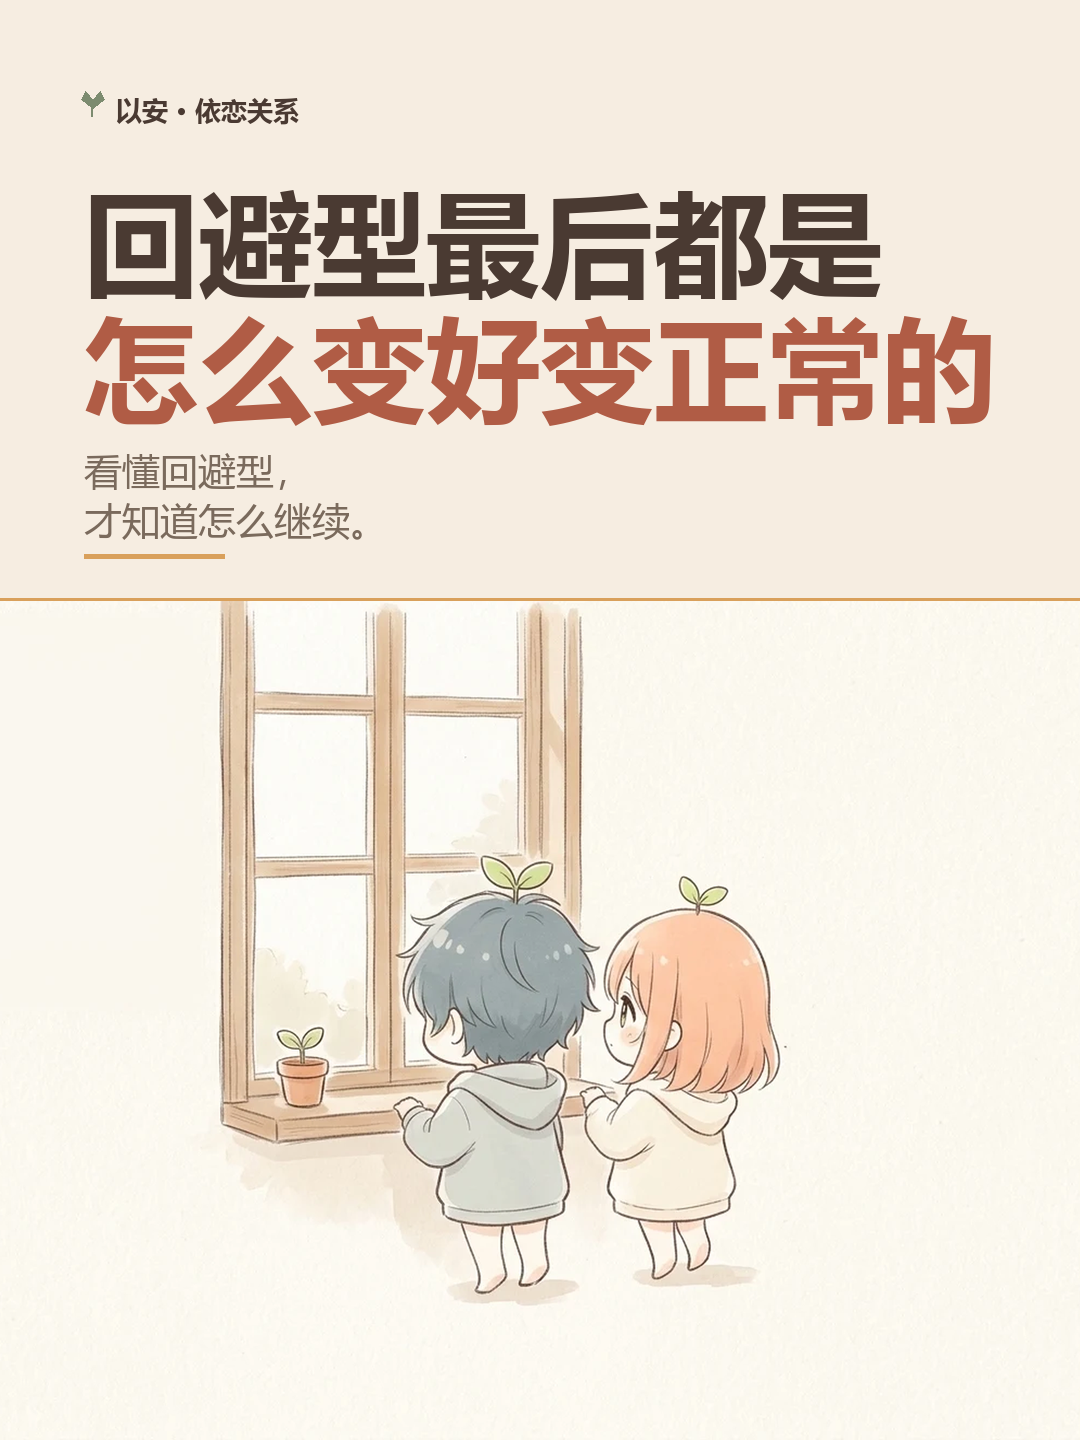 以安·依恋关系
回避型最后都是
怎么变好变正常的
看懂回避型，
才知道怎么继续。